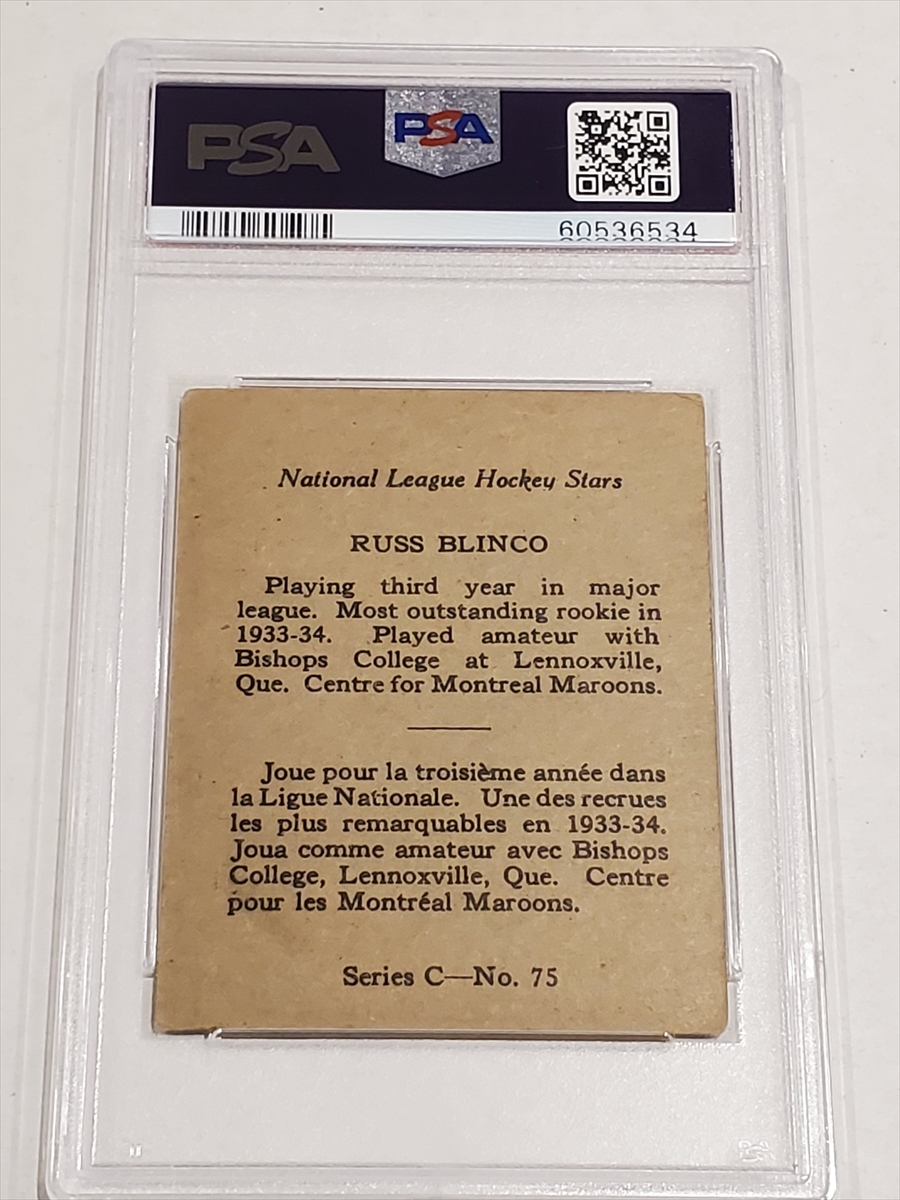 PSA
PSA
60536534
National League Hockey Stars
RUSS BLINCO
Playing third year in major
league. Most outstanding rookie in
1933-34. Played amateur with
Bishops College at Lennoxville,
Que. Centre for Montreal Maroons.
Joue pour la troisième année dans
la Ligue Nationale. Une des recrues
les plus remarquables en 1933-34.
Joua comme amateur avec Bishops
College, Lennoxville, Que. Centre
pour les Montréal Maroons.
Series C—No. 75
PSA